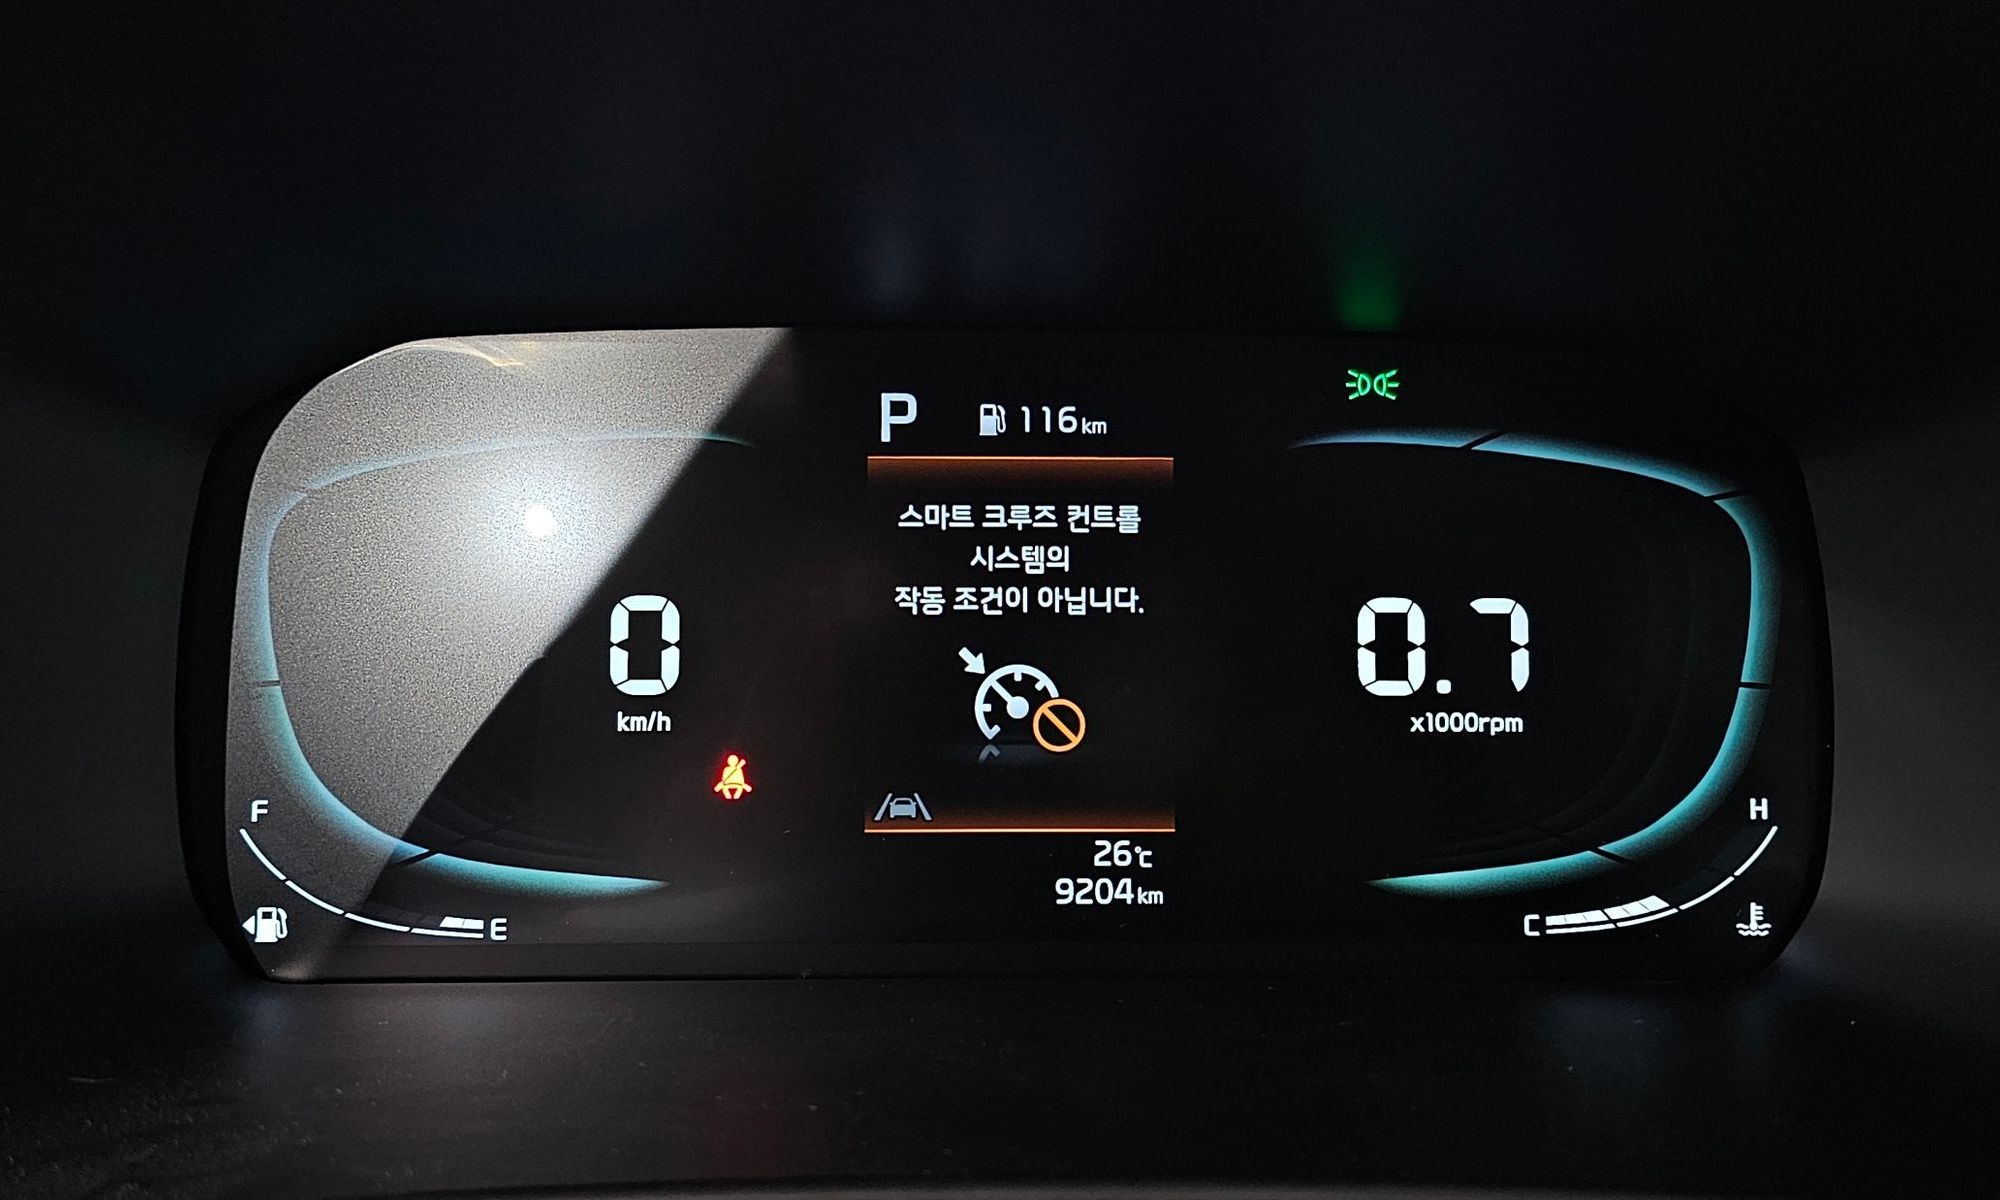 P 116km
스마트 크루즈 컨트롤
시스템의
작동 조건이 아닙니다.
0
km/h
0.7
x1000rpm
F
E
26℃
9204km
H
C